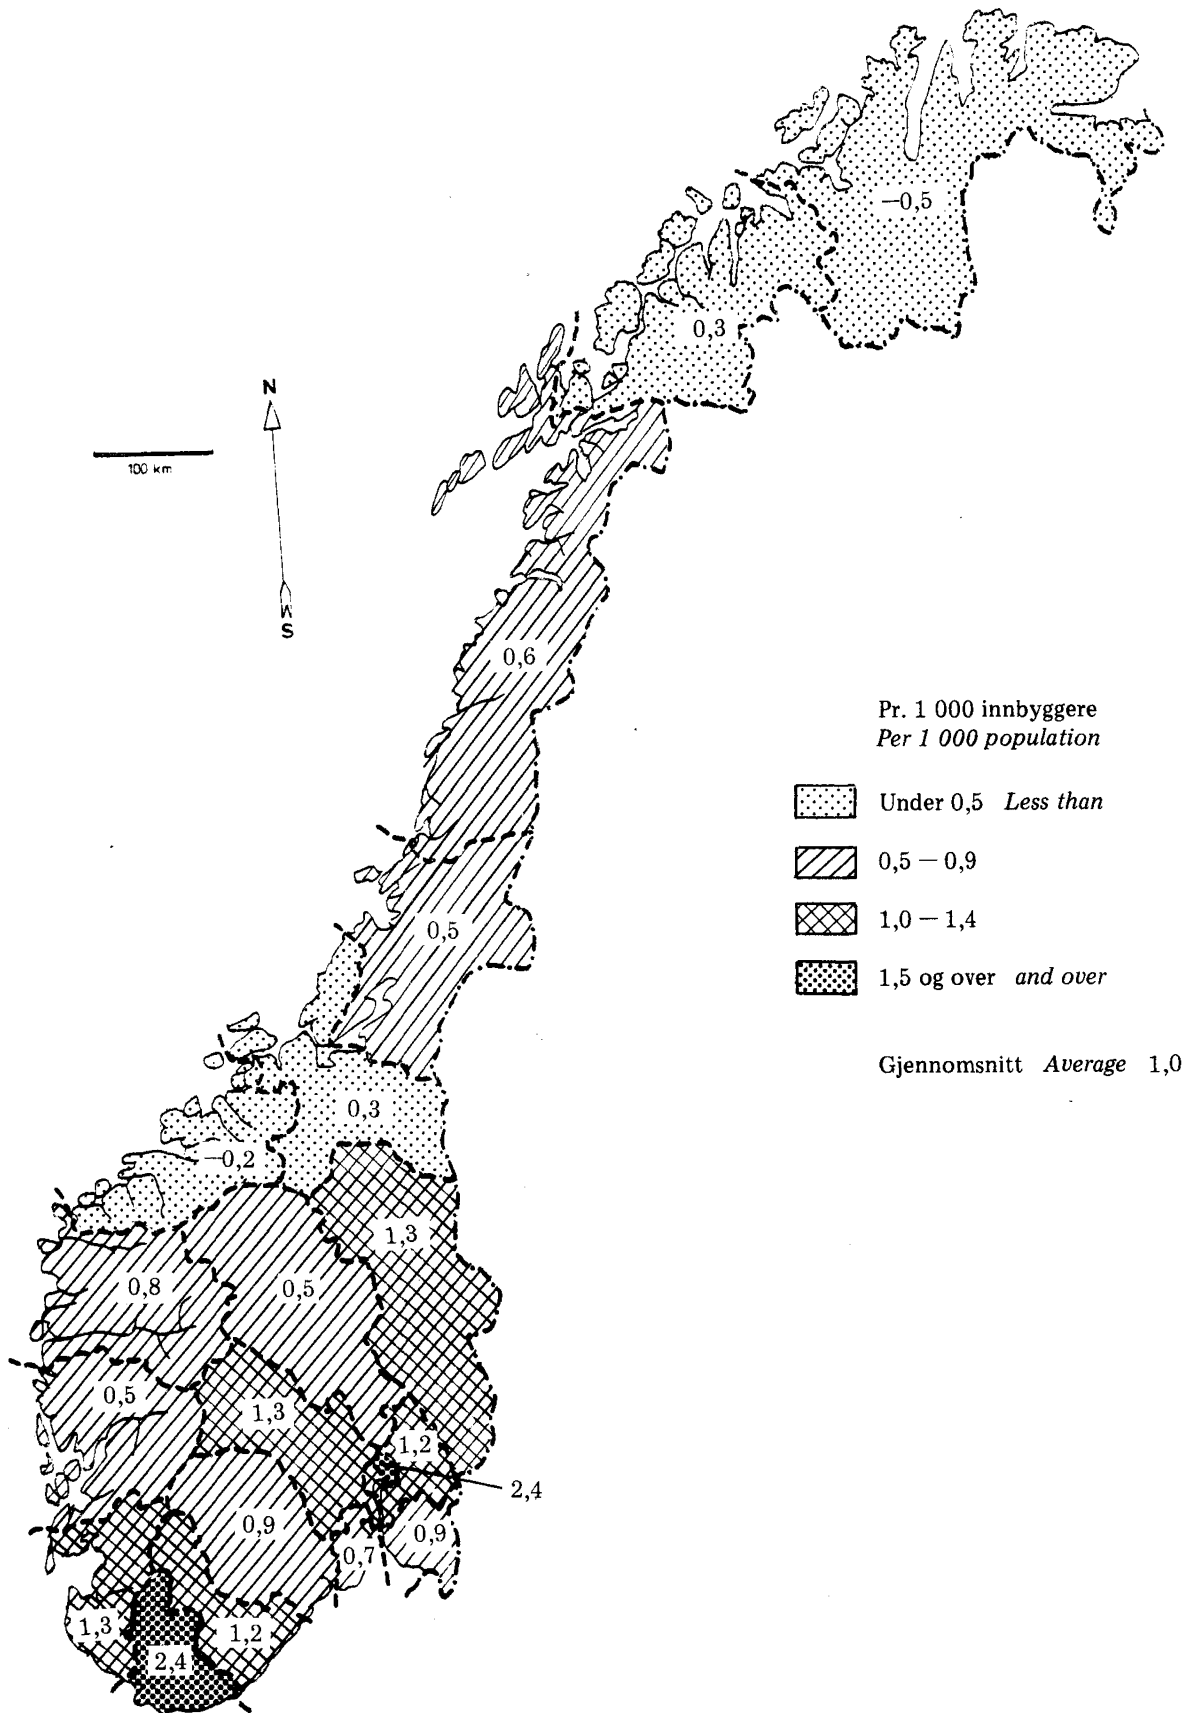 −0,5
0,3
N
100 km
S
0,6
Pr. 1 000 innbyggere
Per 1 000 population
Under 0,5 Less than
0,5 − 0,9
1,0 − 1,4
1,5 og over and over
Gjennomsnitt Average 1,0
0,5
0,3
−0,2
1,3
0,8
0,5
0,5
1,3
1,2
2,4
0,9
0,9
0,7
1,3
1,2
2,4